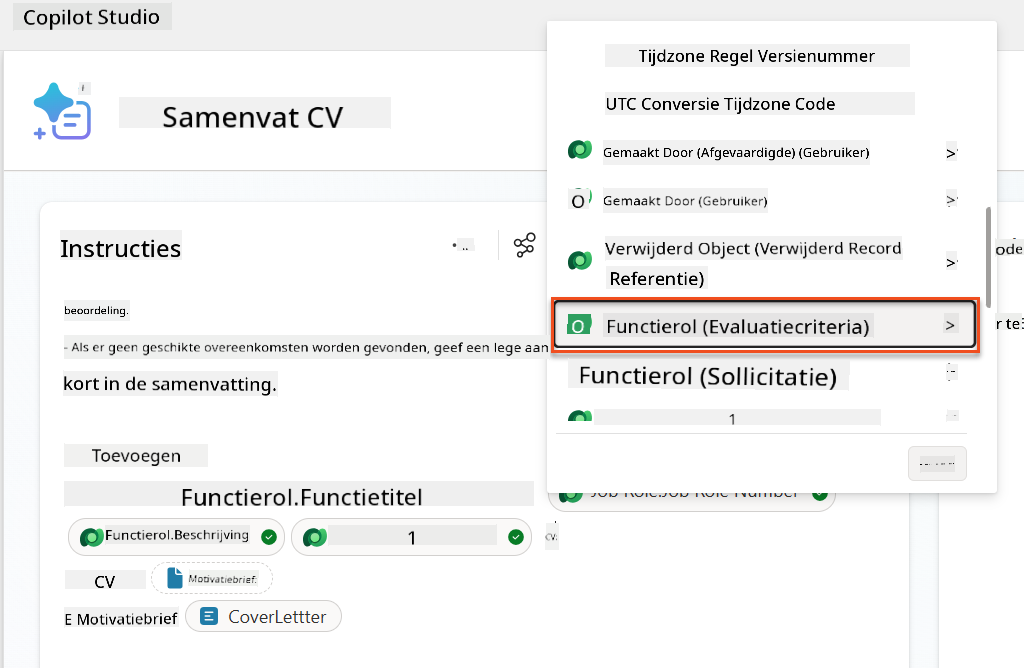 Copilot Studio
Samenvat CV
Instructies
beoordeling.
- Als er geen geschikte overeenkomsten worden gevonden, geef een lege aan
kort in de samenvatting.
Toevoegen
Functierol.Functietitel
Job Role.Job Role Number
Functierol.Beschrijving
1
CV:
CV
Motivatiebrief.
E Motivatiebrief
CoverLettter
Tijdzone Regel Versienummer
UTC Conversie Tijdzone Code
Gemaakt Door (Afgevaardigde) (Gebruiker) >
Gemaakt Door (Gebruiker) >
Verwijderd Object (Verwijderd Record
Referentie) >
Functierol (Evaluatiecriteria) >
Functierol (Sollicitatie)
1
ode
r te